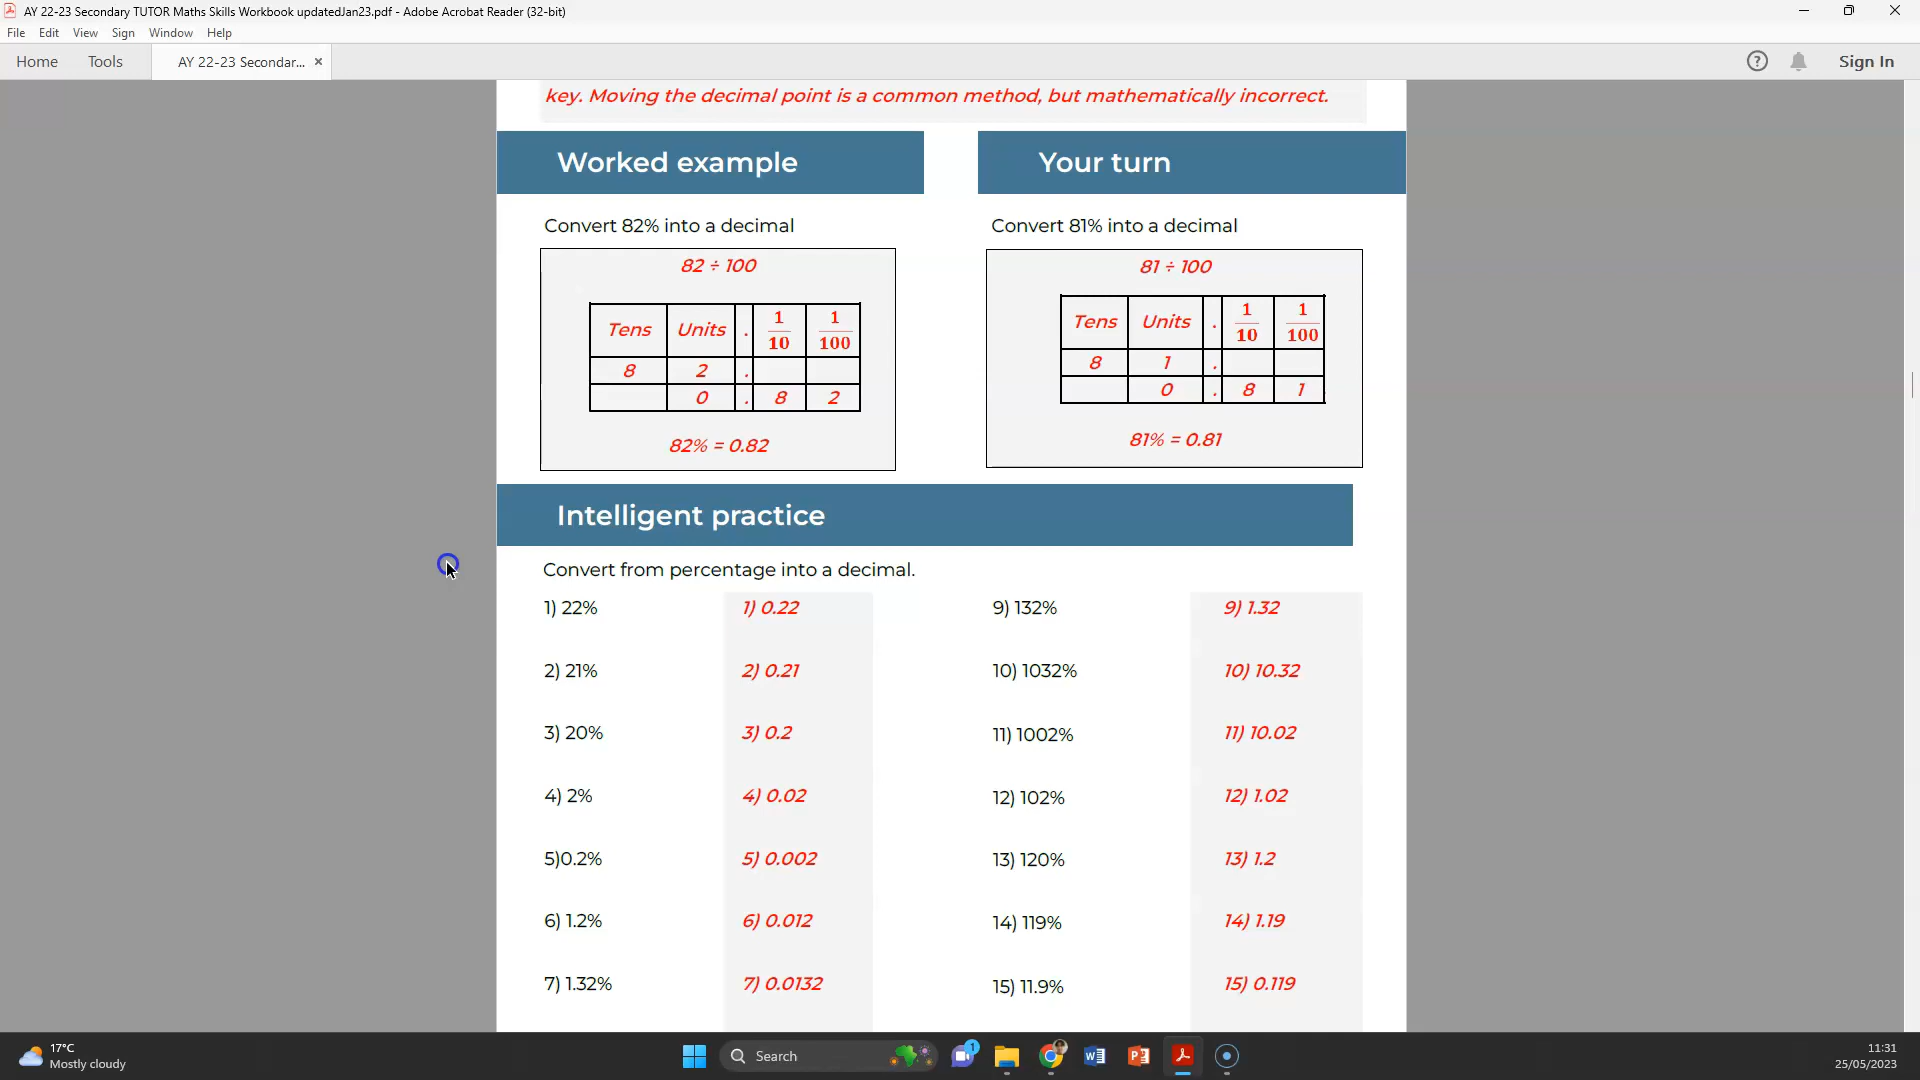 AY 22-23 Secondary TUTOR Maths Skills Workbook updatedJan23.pdf - Adobe Acrobat Reader (32-bit)
File Edit View Sign Window Help
Home Tools AY 22-23 Secondar... × Sign In
key. Moving the decimal point is a common method, but mathematically incorrect.
Worked example
Convert 82% into a decimal
82 ÷ 100
Tens Units . 1/10 1/100
8 2 .
0 . 8 2
82% = 0.82
Your turn
Convert 81% into a decimal
81 ÷ 100
Tens Units . 1/10 1/100
8 1 .
0 . 8 1
81% = 0.81
Intelligent practice
Convert from percentage into a decimal.
1) 22% 1) 0.22 9) 132% 9) 1.32
2) 21% 2) 0.21 10) 1032% 10) 10.32
3) 20% 3) 0.2 11) 1002% 11) 10.02
4) 2% 4) 0.02 12) 102% 12) 1.02
5)0.2% 5) 0.002 13) 120% 13) 1.2
6) 1.2% 6) 0.012 14) 119% 14) 1.19
7) 1.32% 7) 0.0132 15) 11.9% 15) 0.119
17°C
Mostly cloudy
Search
1
11:31
25/05/2023